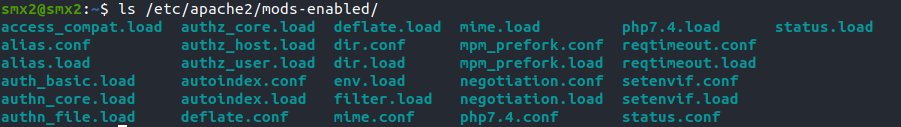 smx2@smx2:~$ ls /etc/apache2/mods-enabled/
access_compat.load authz_core.load deflate.load mime.load php7.4.load status.load
alias.conf authz_host.load dir.conf mpm_prefork.conf reqtimeout.conf
alias.load authz_user.load dir.load mpm_prefork.load reqtimeout.load
auth_basic.load autoindex.conf env.load negotiation.conf setenvif.conf
authn_core.load autoindex.load filter.load negotiation.load setenvif.load
authn_file.load deflate.conf mime.conf php7.4.conf status.conf